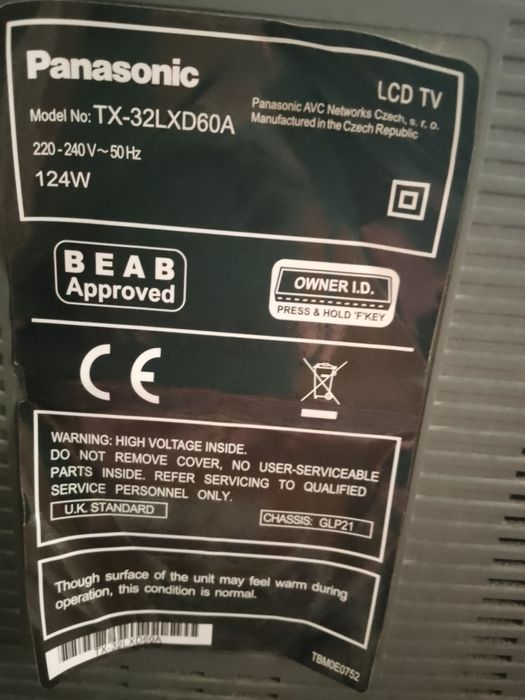 Panasonic
LCD TV
Model No: TX-32LXD60A
Panasonic AVC Networks Czech, s. r. o.
Manufactured in the Czech Republic
220-240V~50Hz
124W
BEAB
Approved
OWNER I.D.
PRESS & HOLD 'F'KEY
CE
WARNING: HIGH VOLTAGE INSIDE.
DO NOT REMOVE COVER, NO USER-SERVICEABLE
PARTS INSIDE. REFER SERVICING TO QUALIFIED
SERVICE PERSONNEL ONLY.
U.K. STANDARD
CHASSIS: GLP21
Though surface of the unit may feel warm during
operation, this condition is normal.
TX-32LXD60A
TBM0E0752